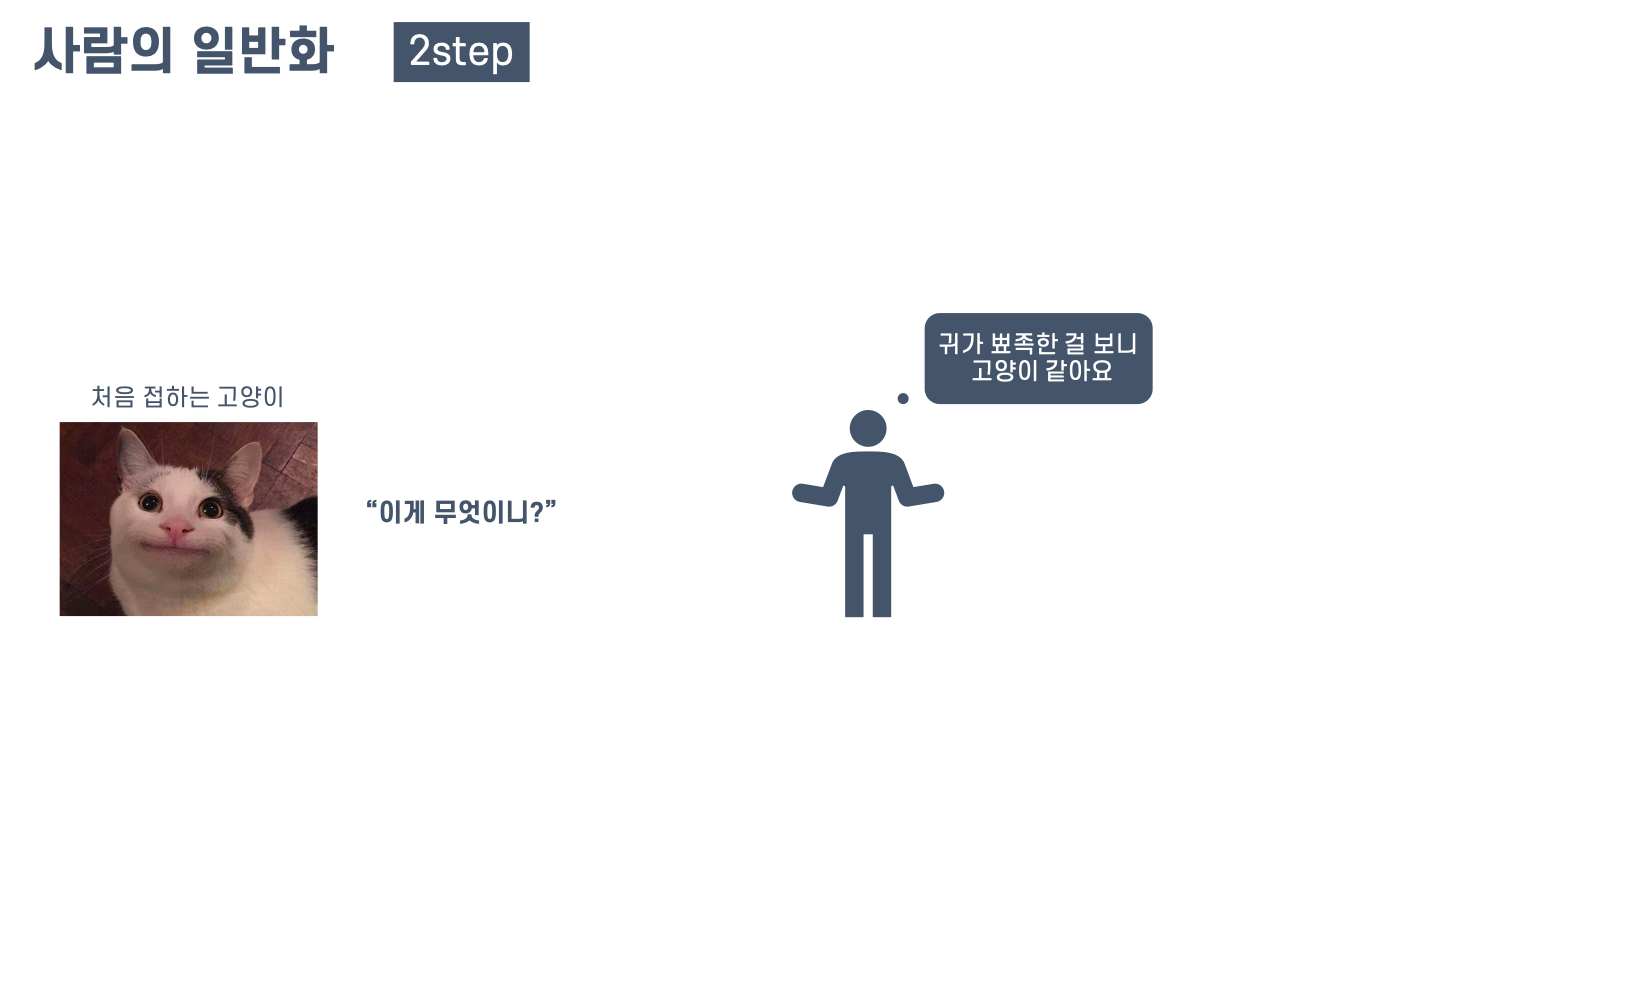 사람의 일반화
2step
귀가 뾰족한 걸 보니
고양이 같아요
처음 접하는 고양이
“이게 무엇이니?”